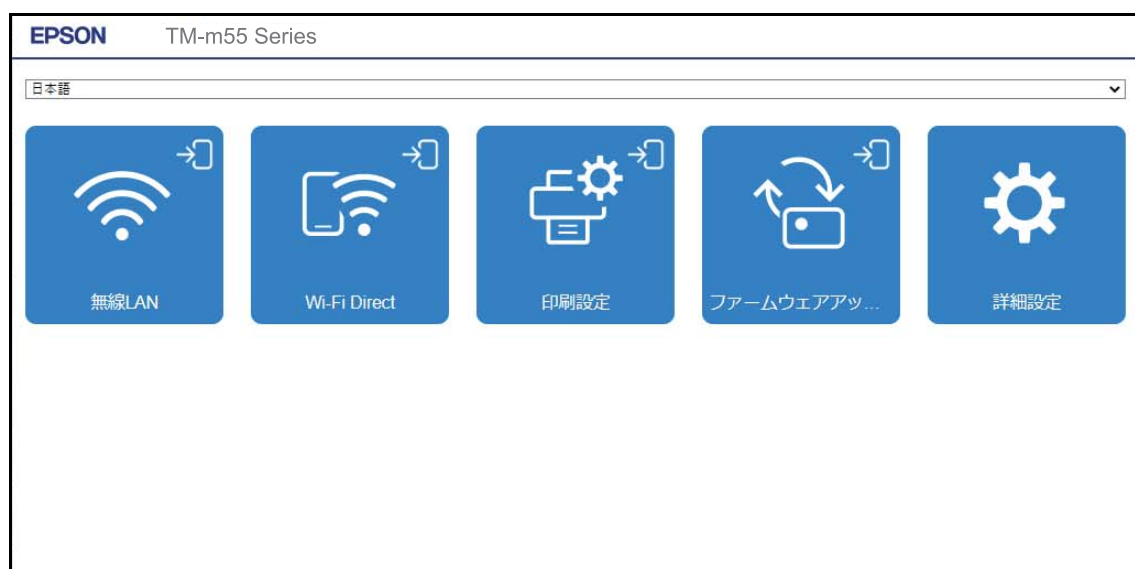 EPSON TM-m55 Series
日本語
無線LAN
Wi-Fi Direct
印刷設定
ファームウェアアッ...
詳細設定